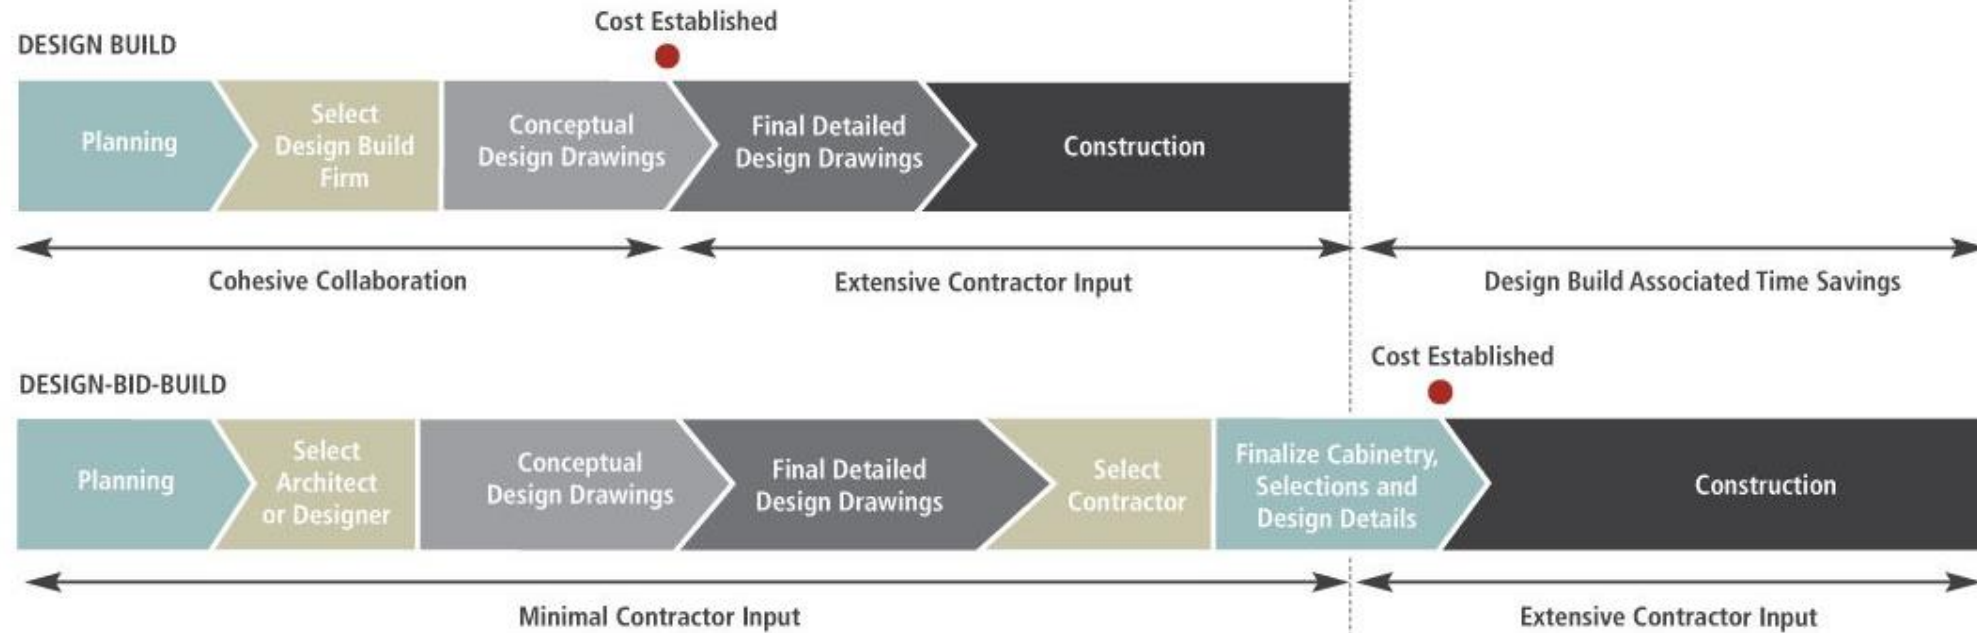 Cost Established
DESIGN BUILD
Planning
Select
Design Build
Firm
Conceptual
Design Drawings
Final Detailed
Design Drawings
Construction
Cohesive Collaboration
Extensive Contractor Input
Design Build Associated Time Savings
Cost Established
DESIGN-BID-BUILD
Planning
Select
Architect
or Designer
Conceptual
Design Drawings
Final Detailed
Design Drawings
Select
Contractor
Finalize Cabinetry,
Selections and
Design Details
Construction
Minimal Contractor Input
Extensive Contractor Input